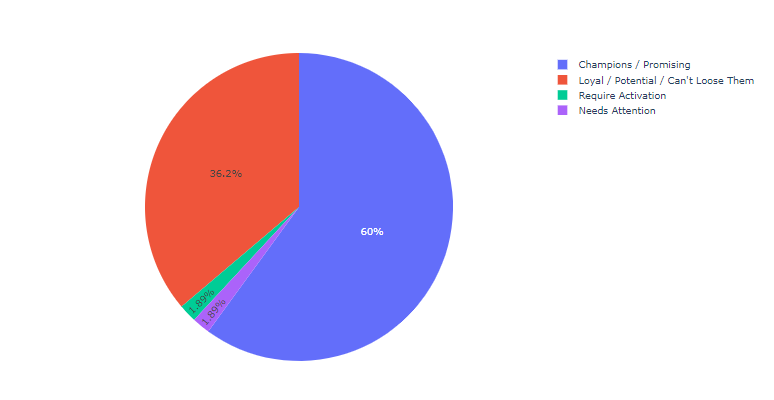 Champions / Promising
Loyal / Potential / Can't Loose Them
Require Activation
Needs Attention
36.2%
60%
1.89%
1.89%